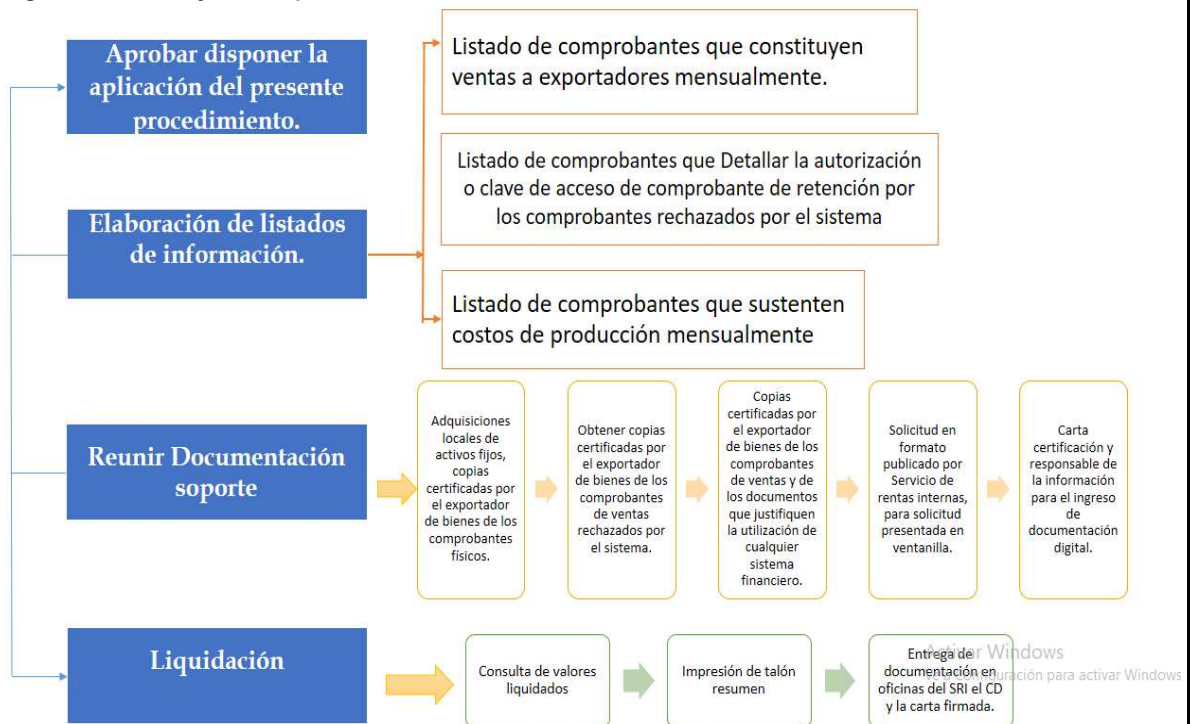 Aprobar disponer la
aplicación del presente
procedimiento.
Elaboración de listados
de información.
Listado de comprobantes que constituyen
ventas a exportadores mensualmente.
Listado de comprobantes que Detallar la autorización
o clave de acceso de comprobante de retención por
los comprobantes rechazados por el sistema
Listado de comprobantes que sustenten
costos de producción mensualmente
Reunir Documentación
soporte
Adquisiciones
locales de
activos fijos,
copias
certificadas por
el exportador
de bienes de los
comprobantes
físicos.
Obtener copias
certificadas por
el exportador
de bienes de los
comprobantes
de ventas
rechazados por
el sistema.
Copias
certificadas por
el exportador
de bienes de los
comprobantes
de ventas y de
los documentos
que justifiquen
la utilización de
cualquier
sistema
financiero.
Solicitud en
formato
publicado por
Servicio de
rentas internas,
para solicitud
presentada en
ventanilla.
Carta
certificación y
responsable de
la información
para el ingreso
de
documentación
digital.
Liquidación
Consulta de valores
liquidados
Impresión de talón
resumen
Entrega de
documentación en
oficinas del SRI el CD
y la carta firmada.
Activar Windows
para activar Windows